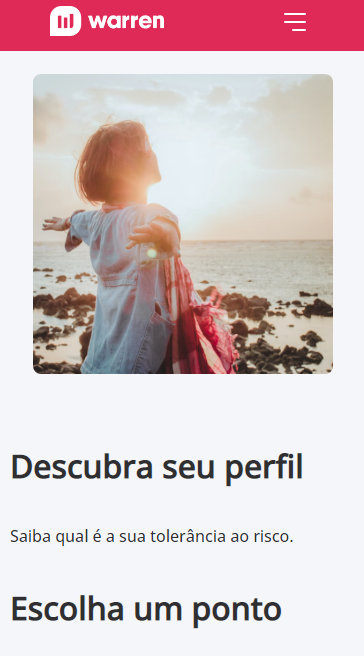 warren
Descubra seu perfil
Saiba qual é a sua tolerância ao risco.
Escolha um ponto